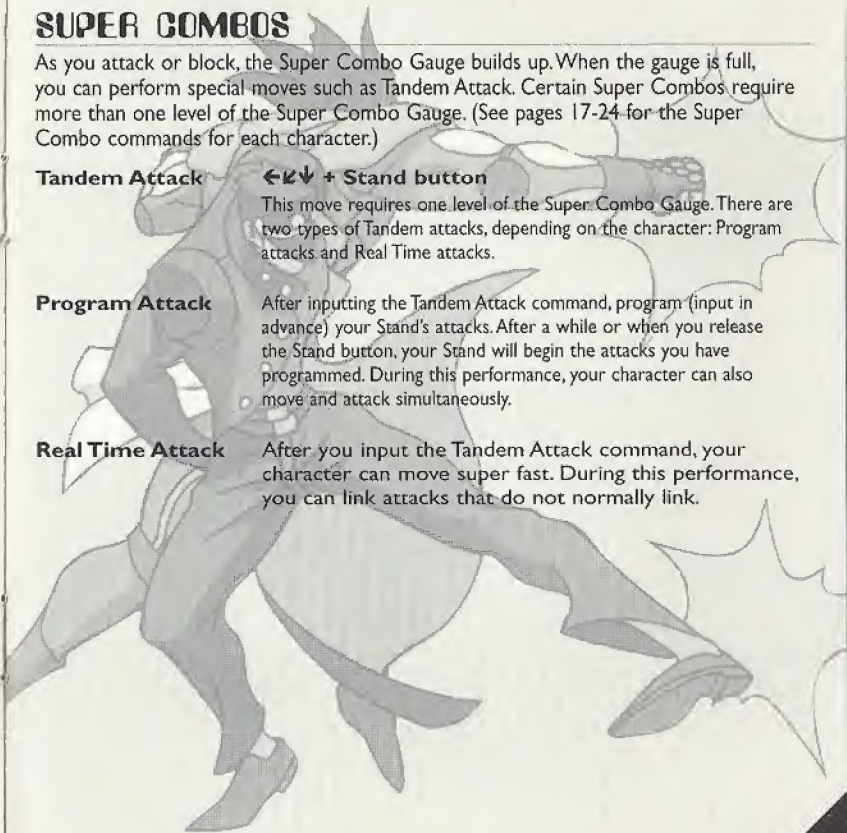 SUPER COMBOS
As you attack or block, the Super Combo Gauge builds up. When the gauge is full,
you can perform special moves such as Tandem Attack. Certain Super Combos require
more than one level of the Super Combo Gauge. (See pages 17-24 for the Super
Combo commands for each character.)
Tandem Attack ←↙↓ + Stand button
This move requires one level of the Super Combo Gauge. There are
two types of Tandem attacks, depending on the character: Program
attacks and Real Time attacks.
Program Attack After inputting the Tandem Attack command, program (input in
advance) your Stand's attacks. After a while or when you release
the Stand button, your Stand will begin the attacks you have
programmed. During this performance, your character can also
move and attack simultaneously.
Real Time Attack After you input the Tandem Attack command, your
character can move super fast. During this performance,
you can link attacks that do not normally link.